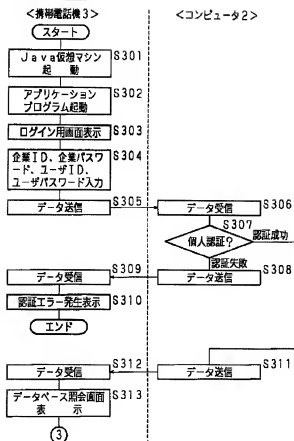 <携帯電話機3>
<コンピュータ2>
スタート
Java仮想マシン
起 動
S301
アプリケーション
プログラム起動
S302
ログイン用画面表示
S303
企業ID、企業パスワ
ード、ユーザID、
ユーザパスワード入力
S304
データ送信
S305
データ受信
S306
個人認証?
S307
認証成功
認証失敗
データ送信
S308
データ受信
S309
認証エラー発生表示
S310
エンド
データ送信
S311
データ受信
S312
データベース照会画面
表 示
S313
3